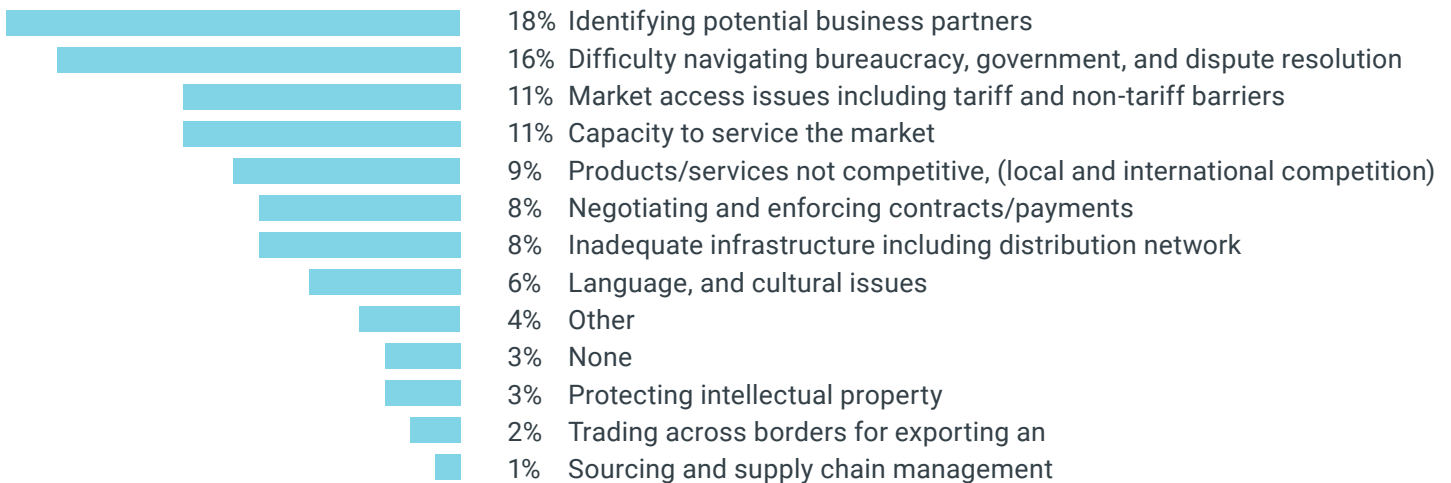 18% Identifying potential business partners
16% Difficulty navigating bureaucracy, government, and dispute resolution
11% Market access issues including tariff and non-tariff barriers
11% Capacity to service the market
9% Products/services not competitive, (local and international competition)
8% Negotiating and enforcing contracts/payments
8% Inadequate infrastructure including distribution network
6% Language, and cultural issues
4% Other
3% None
3% Protecting intellectual property
2% Trading across borders for exporting an
1% Sourcing and supply chain management